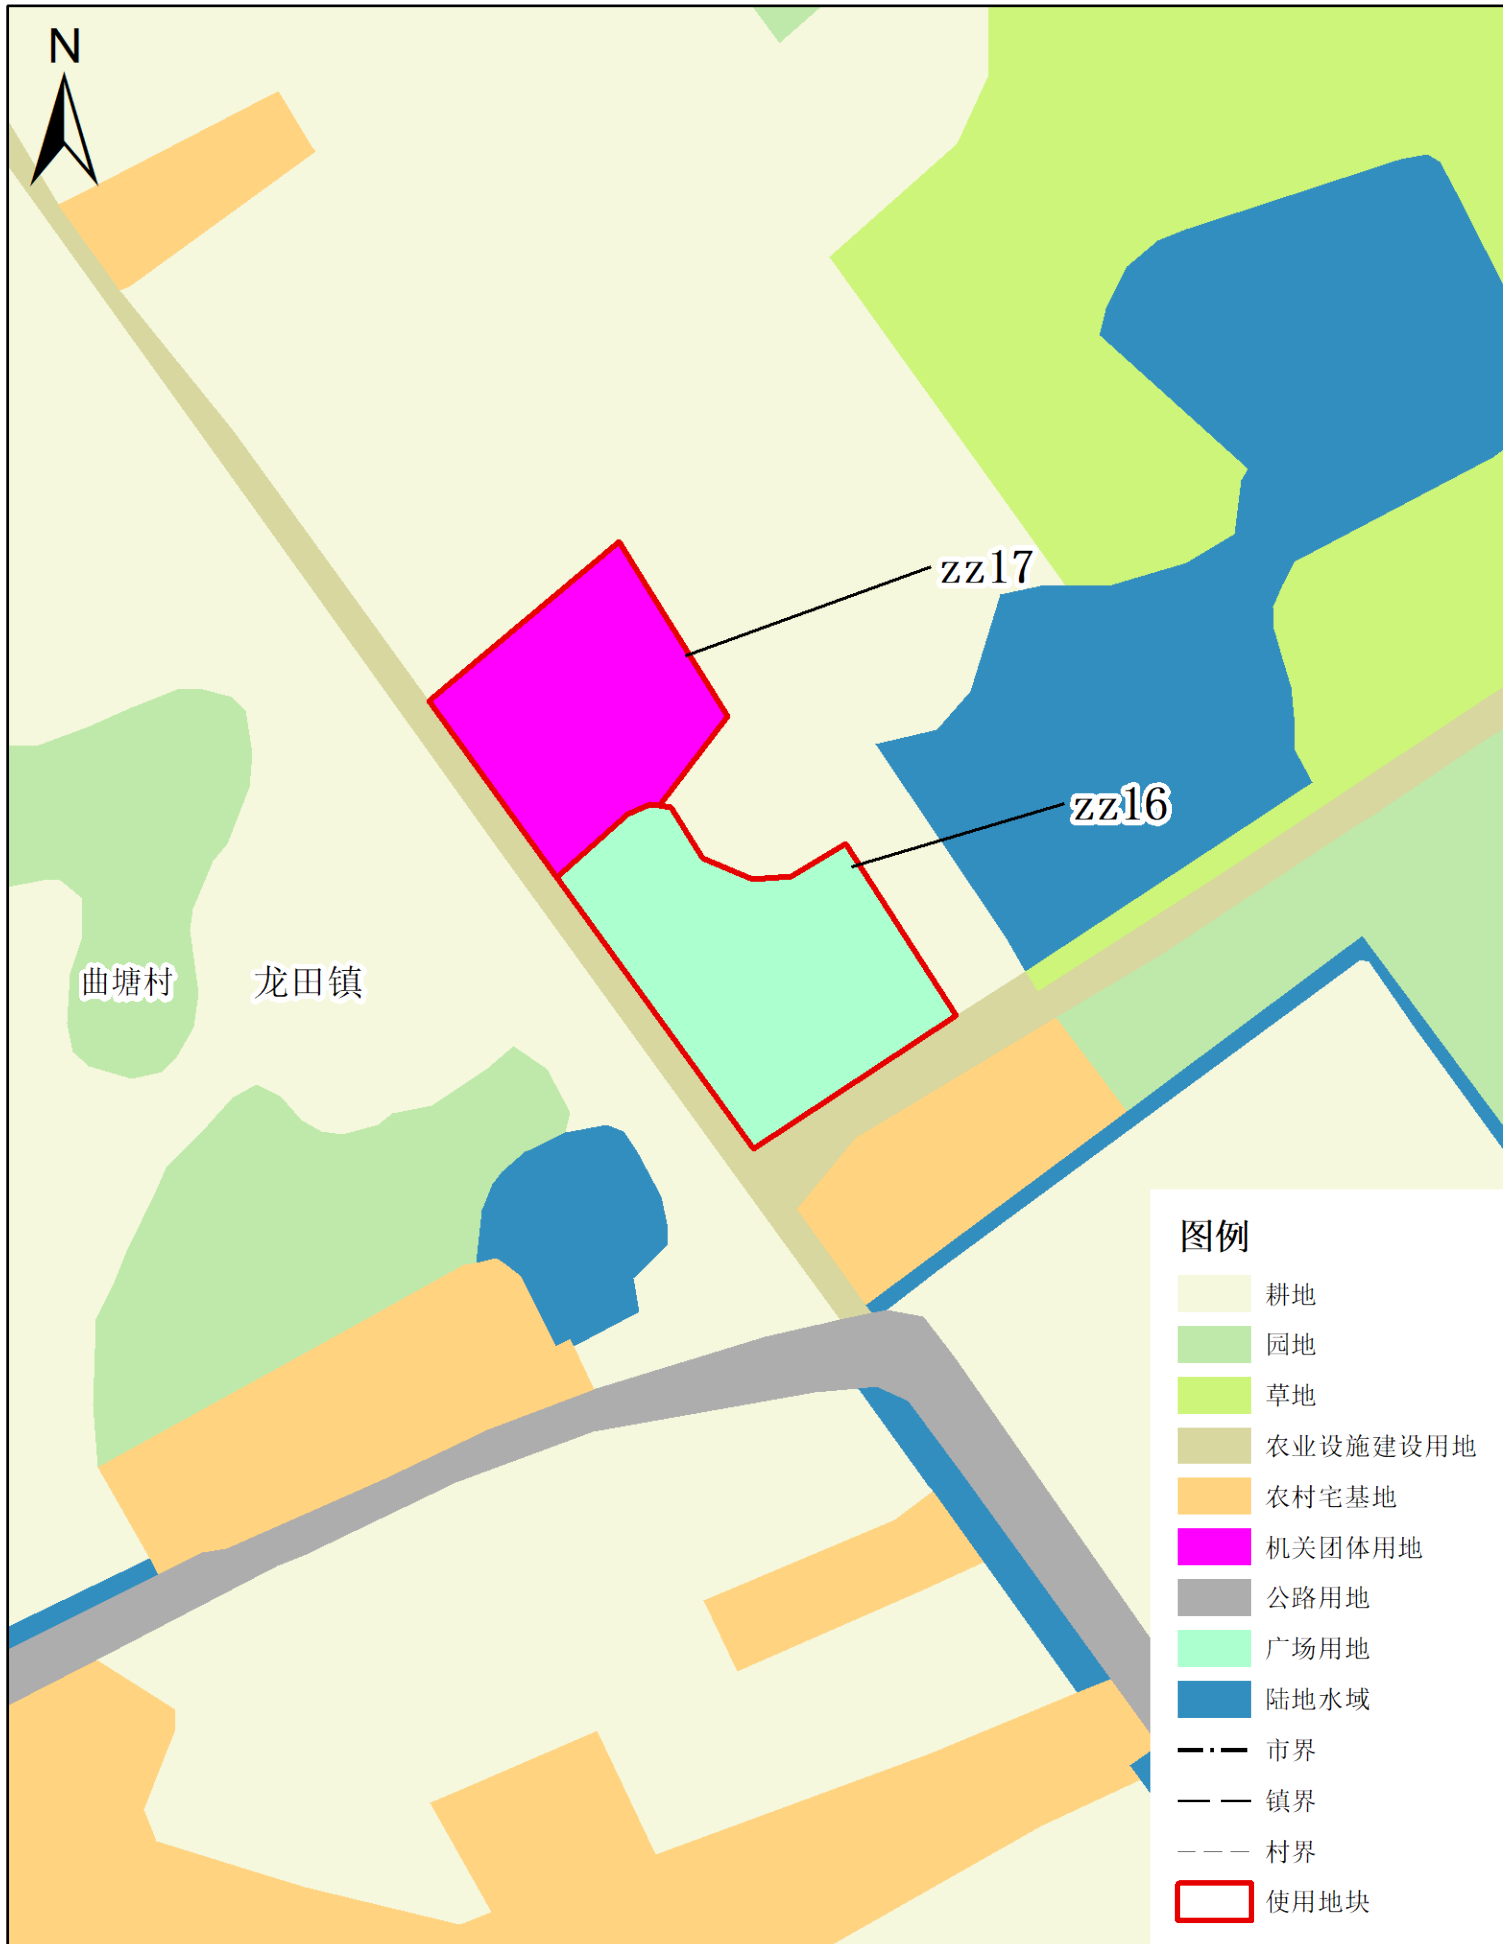 N
zz17
zz16
曲塘村
龙田镇
图例
耕地
园地
草地
农业设施建设用地
农村宅基地
机关团体用地
公路用地
广场用地
陆地水域
市界
镇界
村界
使用地块